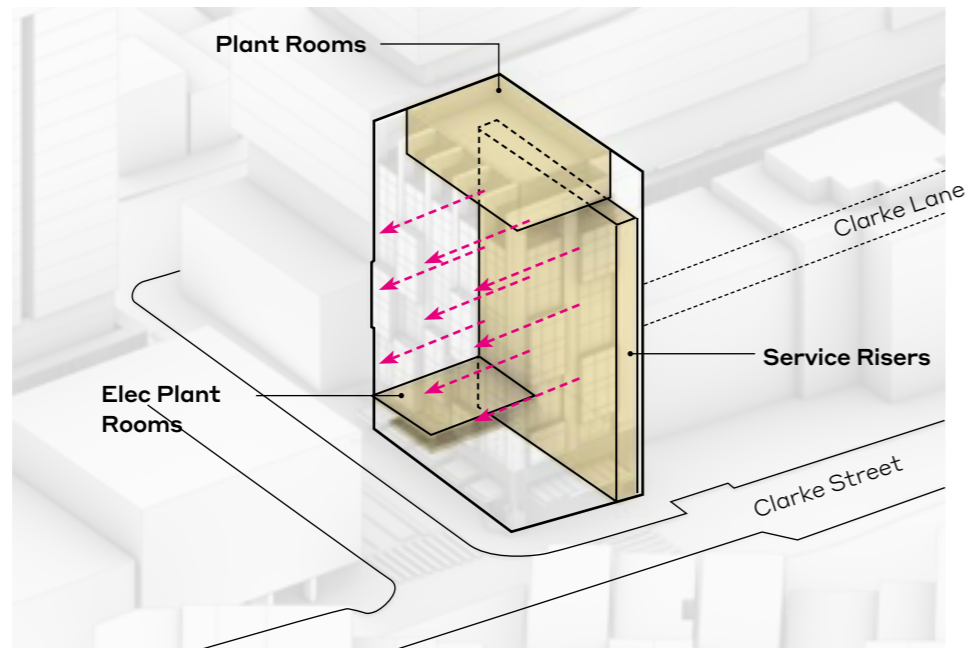 Plant Rooms
Clarke Lane
Service Risers
Elec Plant
Rooms
Clarke Street